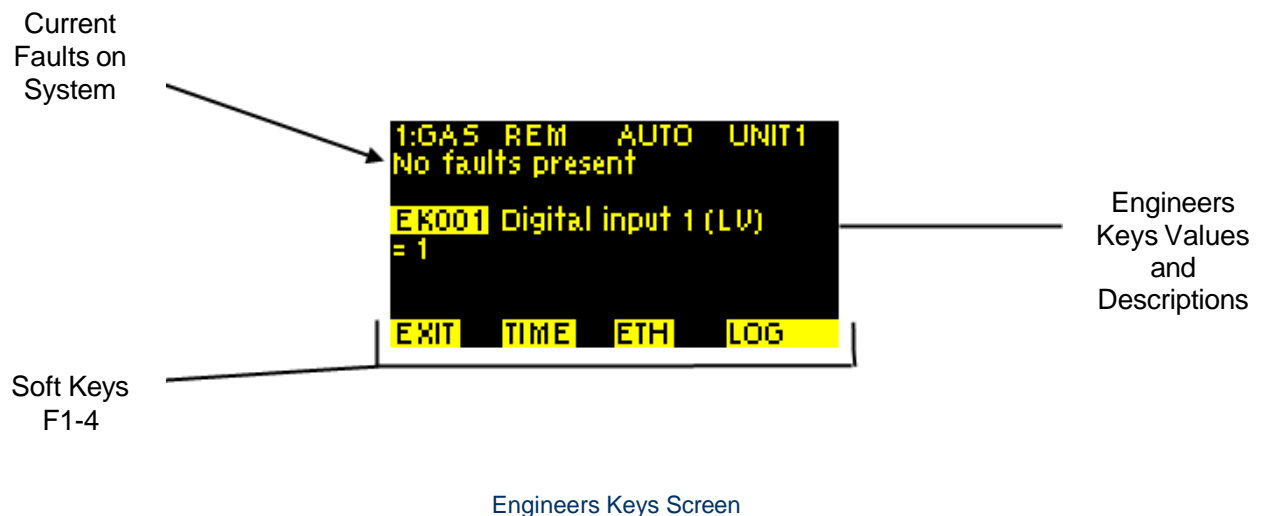 Current
Faults on
System
1:GAS REM AUTO UNIT1
No faults present
EK001 Digital input 1 (LV)
= 1
EXIT TIME ETH LOG
Engineers
Keys Values
and
Descriptions
Soft Keys
F1-4
Engineers Keys Screen